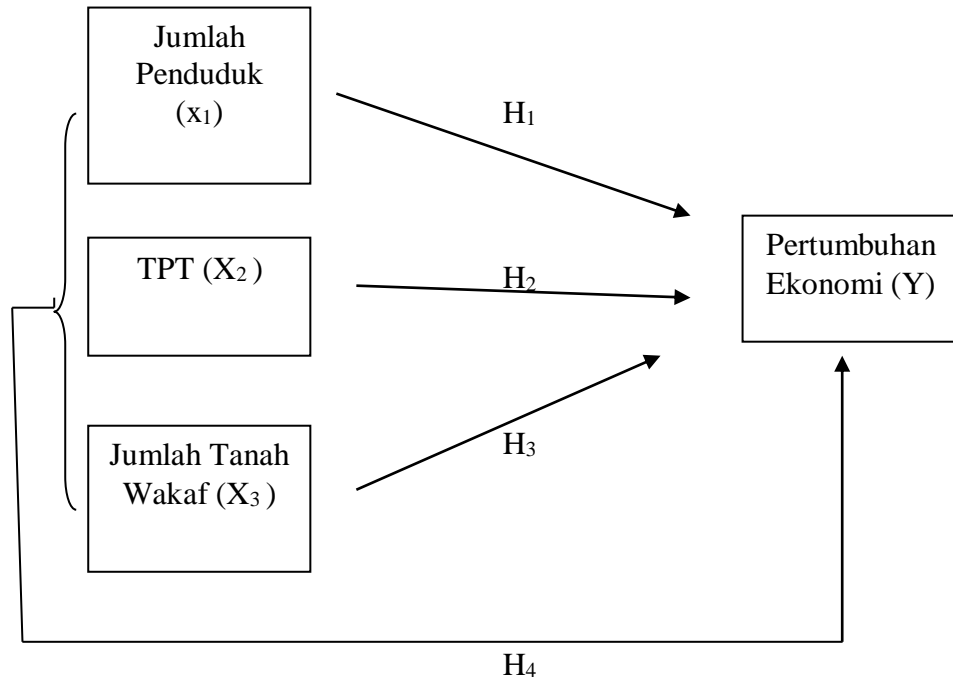 Jumlah
Penduduk
(x₁)
H₁
TPT (X₂ )
H₂
Pertumbuhan
Ekonomi (Y)
Jumlah Tanah
Wakaf (X₃ )
H₃
H₄